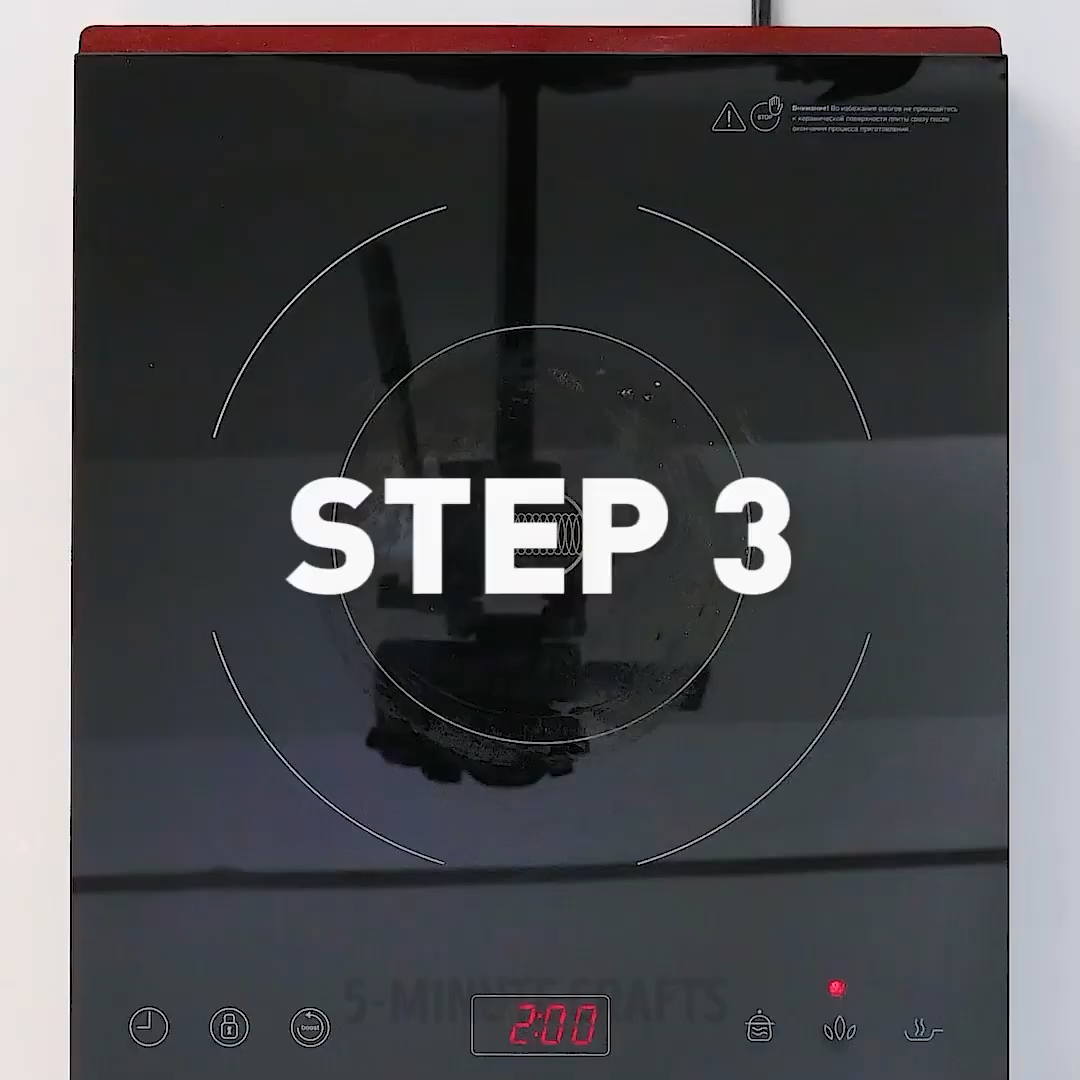 STOP
Внимание! Во избежание ожогов не прикасайтесь
к керамической поверхности плиты сразу после
окончания процесса приготовления.
STEP 3
5-MINUTE CRAFTS
boost
2:00